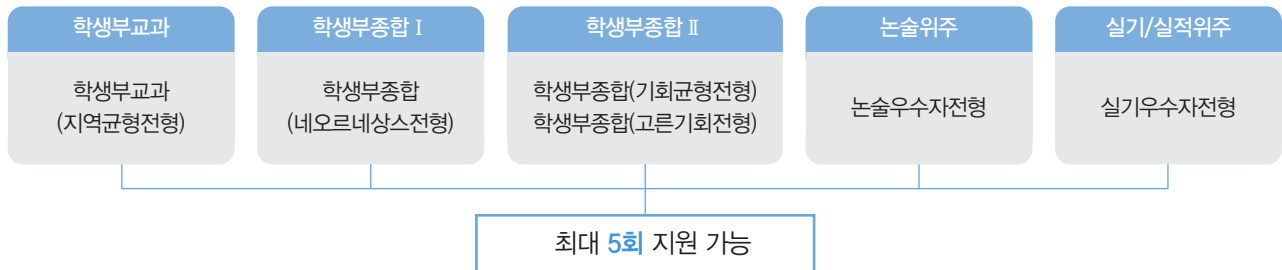 학생부교과
학생부교과
(지역균형전형)
학생부종합 Ⅰ
학생부종합
(네오르네상스전형)
학생부종합 Ⅱ
학생부종합(기회균형전형)
학생부종합(고른기회전형)
논술위주
논술우수자전형
실기/실적위주
실기우수자전형
최대 5회 지원 가능